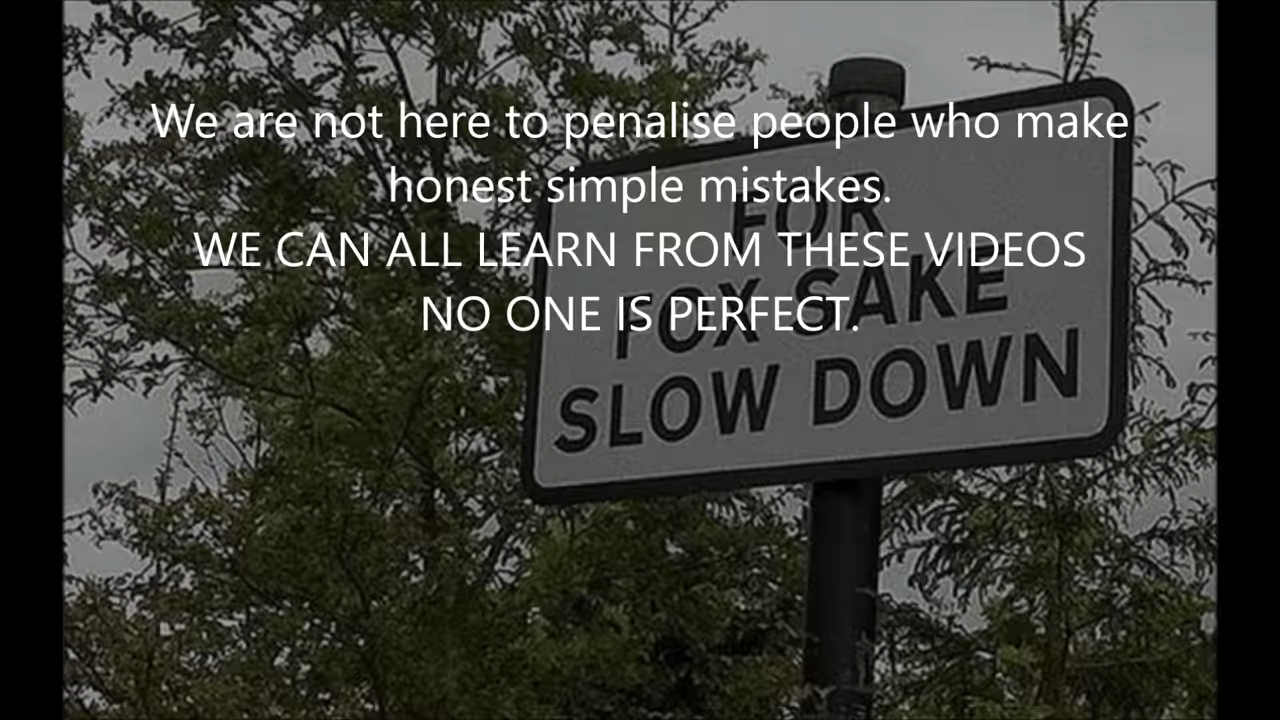 We are not here to penalise people who make
honest simple mistakes.
WE CAN ALL LEARN FROM THESE VIDEOS
NO ONE IS PERFECT.
FOR
FOX SAKE
SLOW DOWN